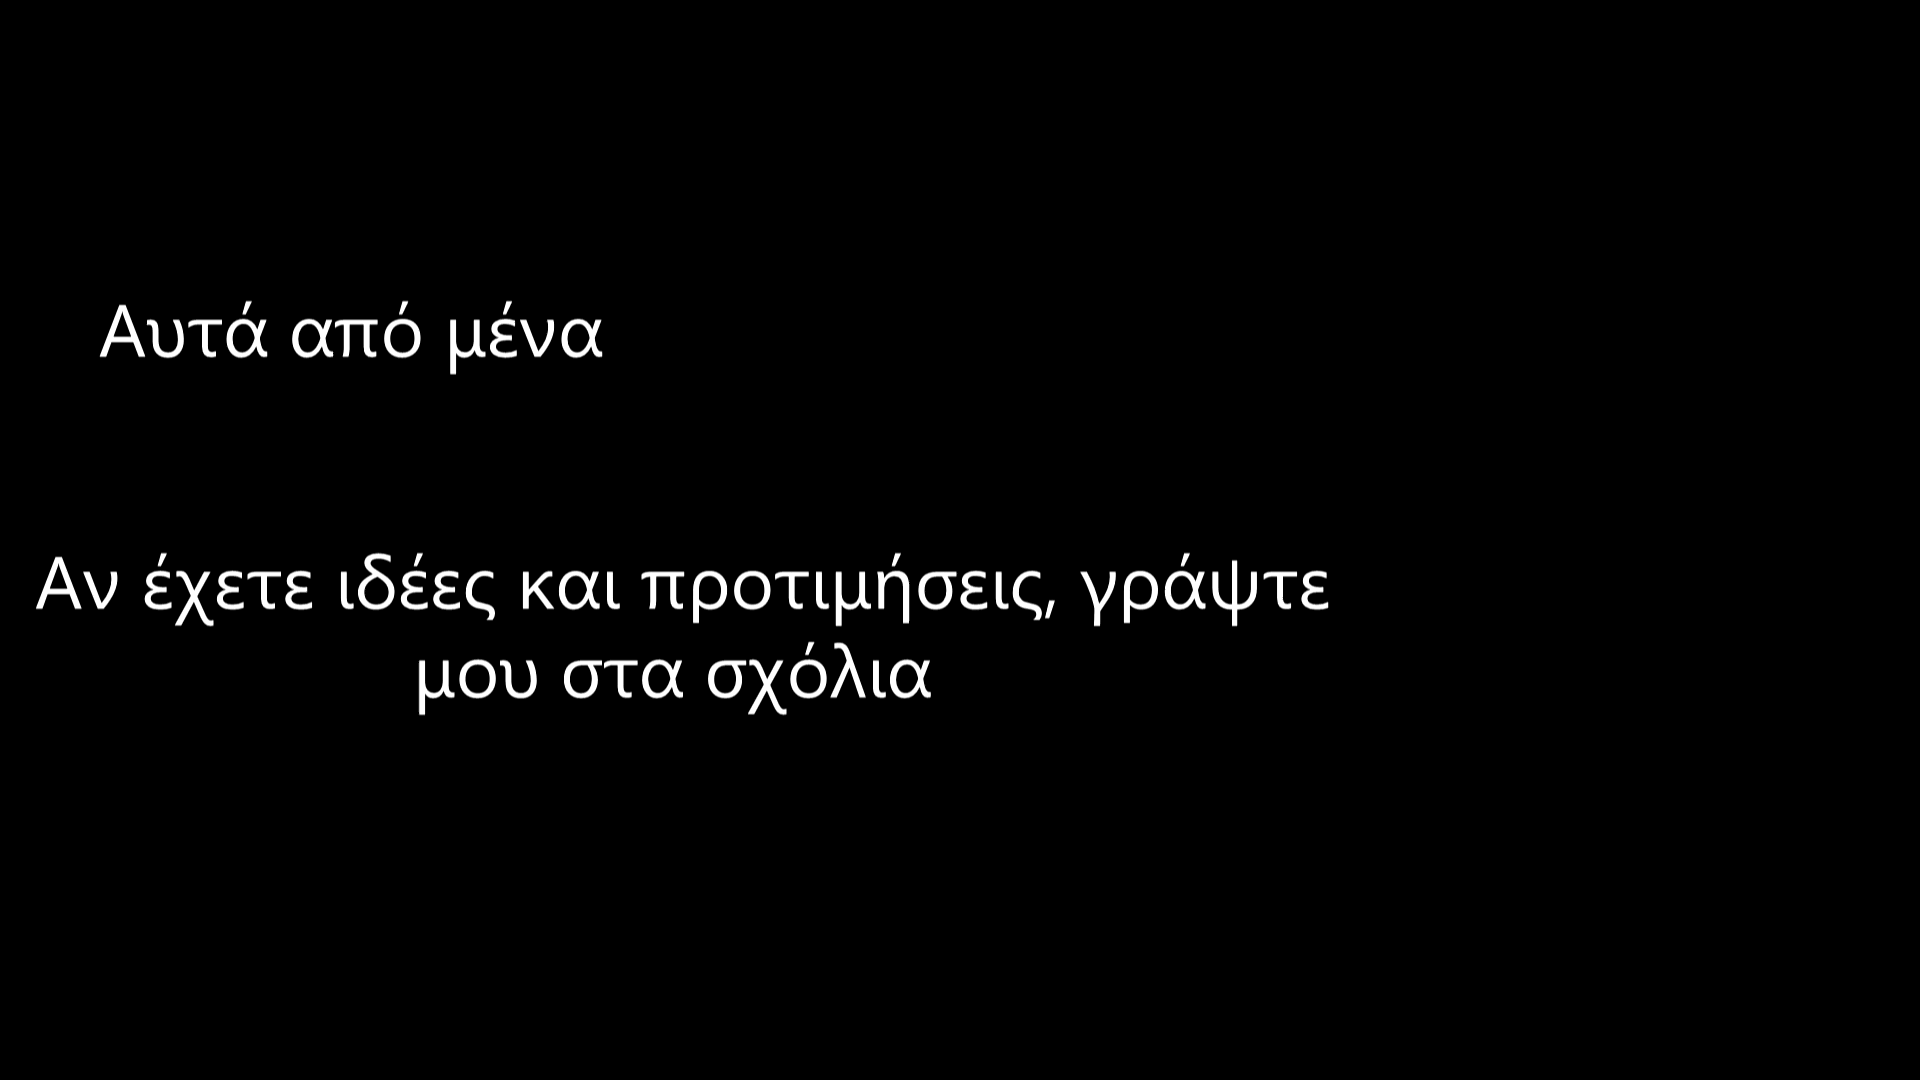 Αυτά από μένα
Αν έχετε ιδέες και προτιμήσεις, γράψτε
μου στα σχόλια